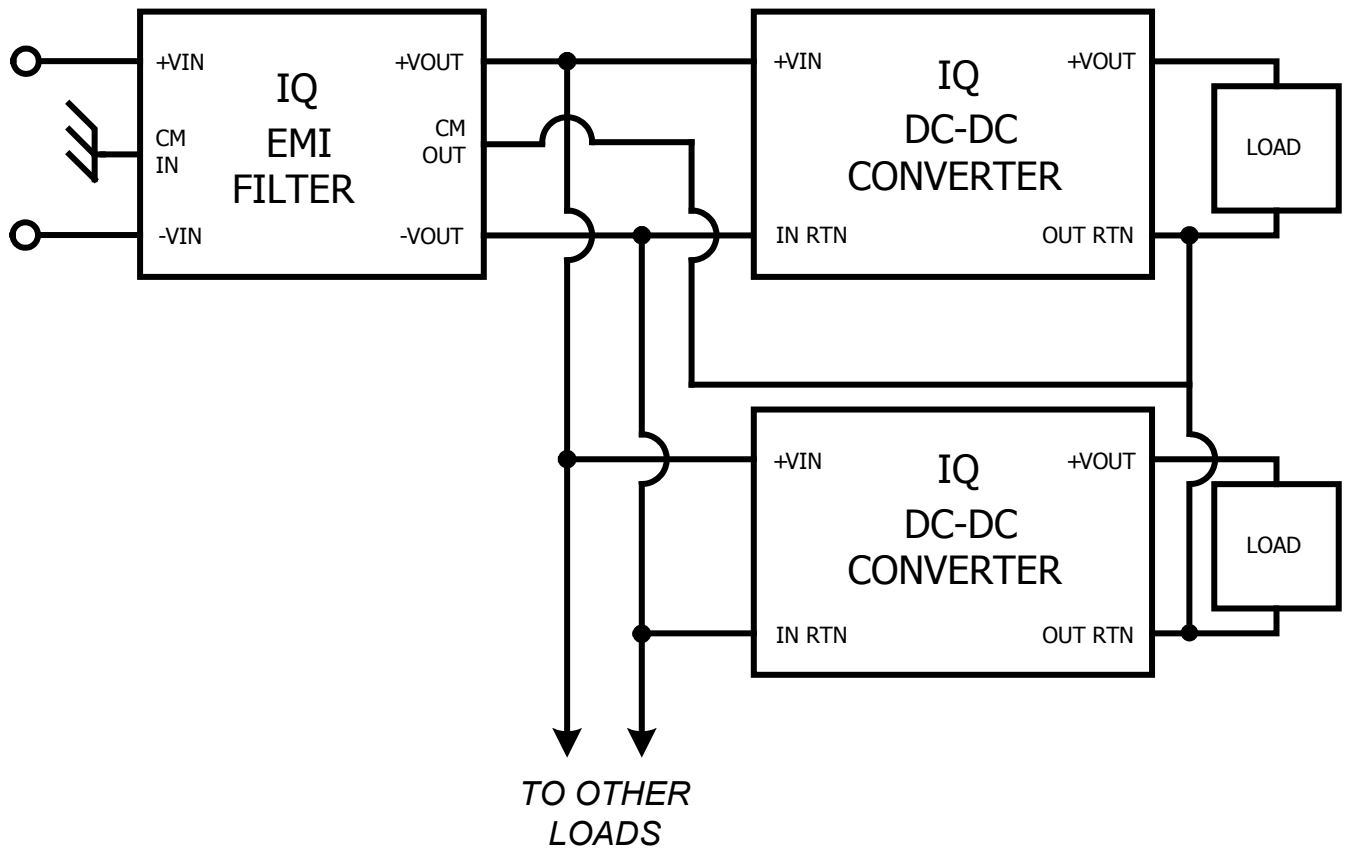 +VIN
+VOUT
IQ
EMI
FILTER
CM
IN
CM
OUT
-VIN
-VOUT
+VIN
+VOUT
IQ
DC-DC
CONVERTER
IN RTN
OUT RTN
LOAD
+VIN
+VOUT
IQ
DC-DC
CONVERTER
IN RTN
OUT RTN
LOAD
TO OTHER
LOADS